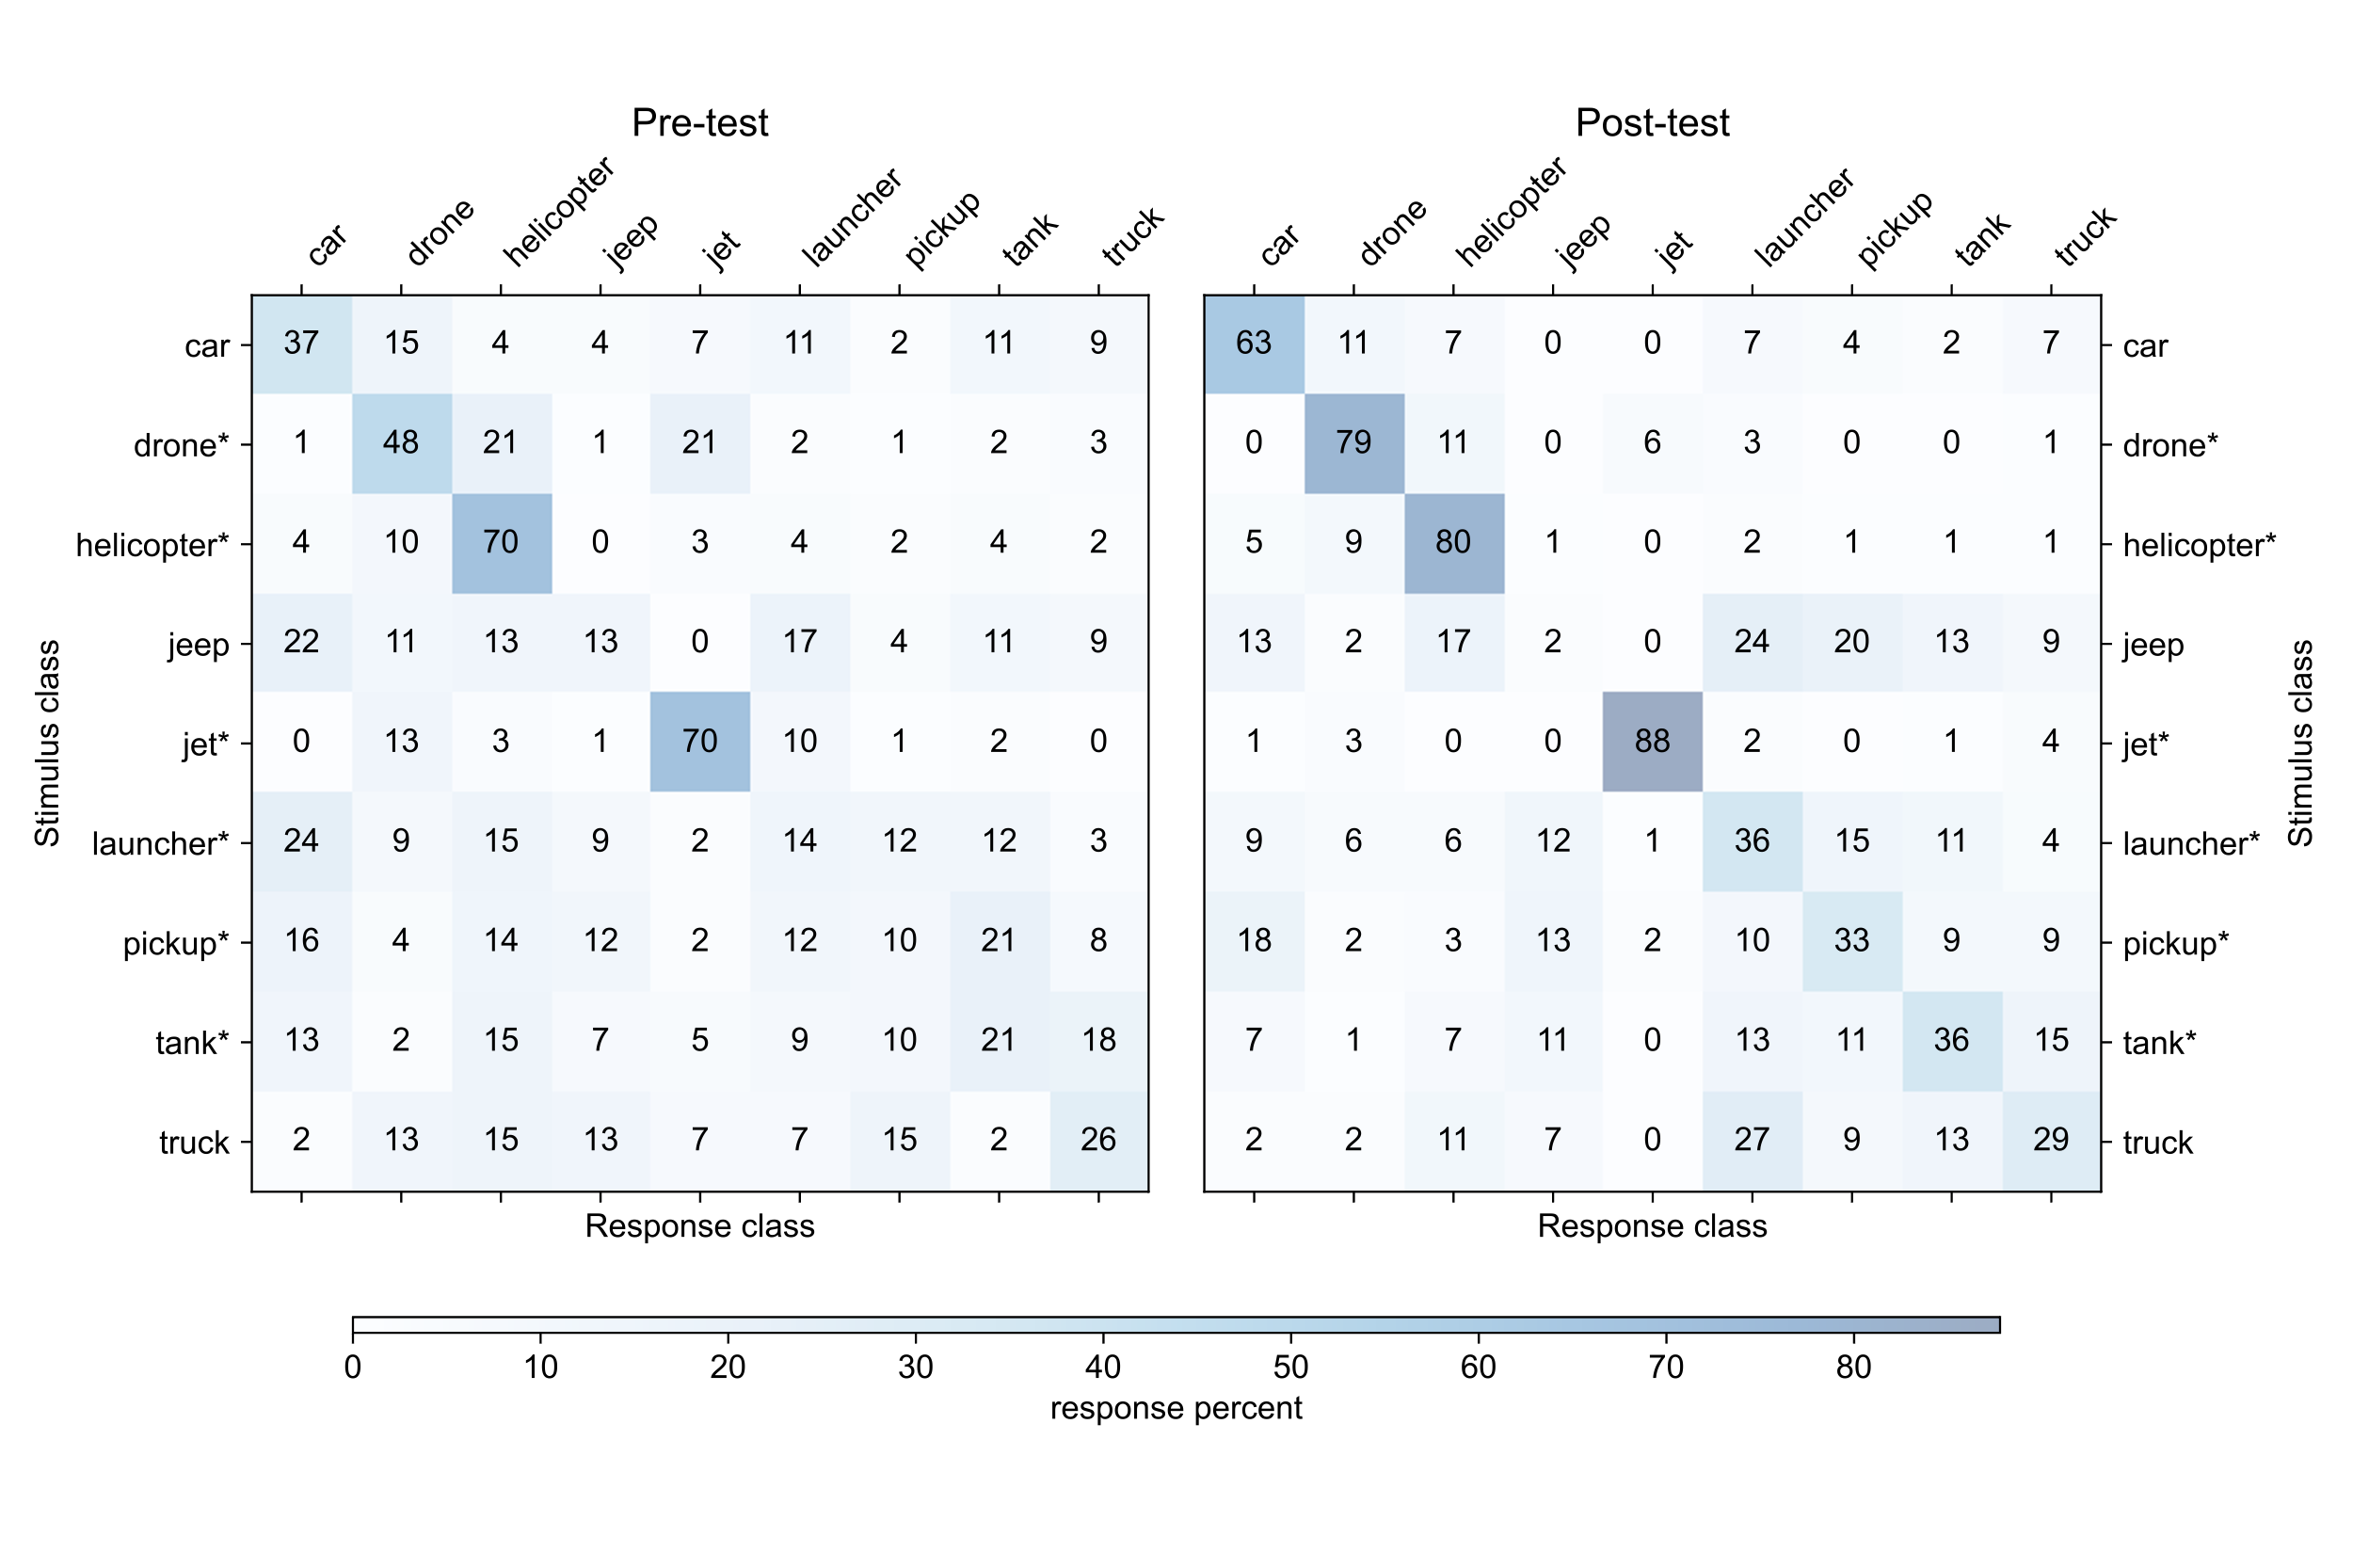 Pre-test Post-test
car drone helicopter jeep jet launcher pickup tank truck car drone helicopter jeep jet launcher pickup tank truck
car 37 15 4 4 7 11 2 11 9 63 11 7 0 0 7 4 2 7 car
drone* 1 48 21 1 21 2 1 2 3 0 79 11 0 6 3 0 0 1 drone*
helicopter* 4 10 70 0 3 4 2 4 2 5 9 80 1 0 2 1 1 1 helicopter*
jeep 22 11 13 13 0 17 4 11 9 13 2 17 2 0 24 20 13 9 jeep
jet* 0 13 3 1 70 10 1 2 0 1 3 0 0 88 2 0 1 4 jet*
launcher* 24 9 15 9 2 14 12 12 3 9 6 6 12 1 36 15 11 4 launcher*
pickup* 16 4 14 12 2 12 10 21 8 18 2 3 13 2 10 33 9 9 pickup*
tank* 13 2 15 7 5 9 10 21 18 7 1 7 11 0 13 11 36 15 tank*
truck 2 13 15 13 7 7 15 2 26 2 2 11 7 0 27 9 13 29 truck
Stimulus class
Stimulus class
Response class Response class
0 10 20 30 40 50 60 70 80
response percent